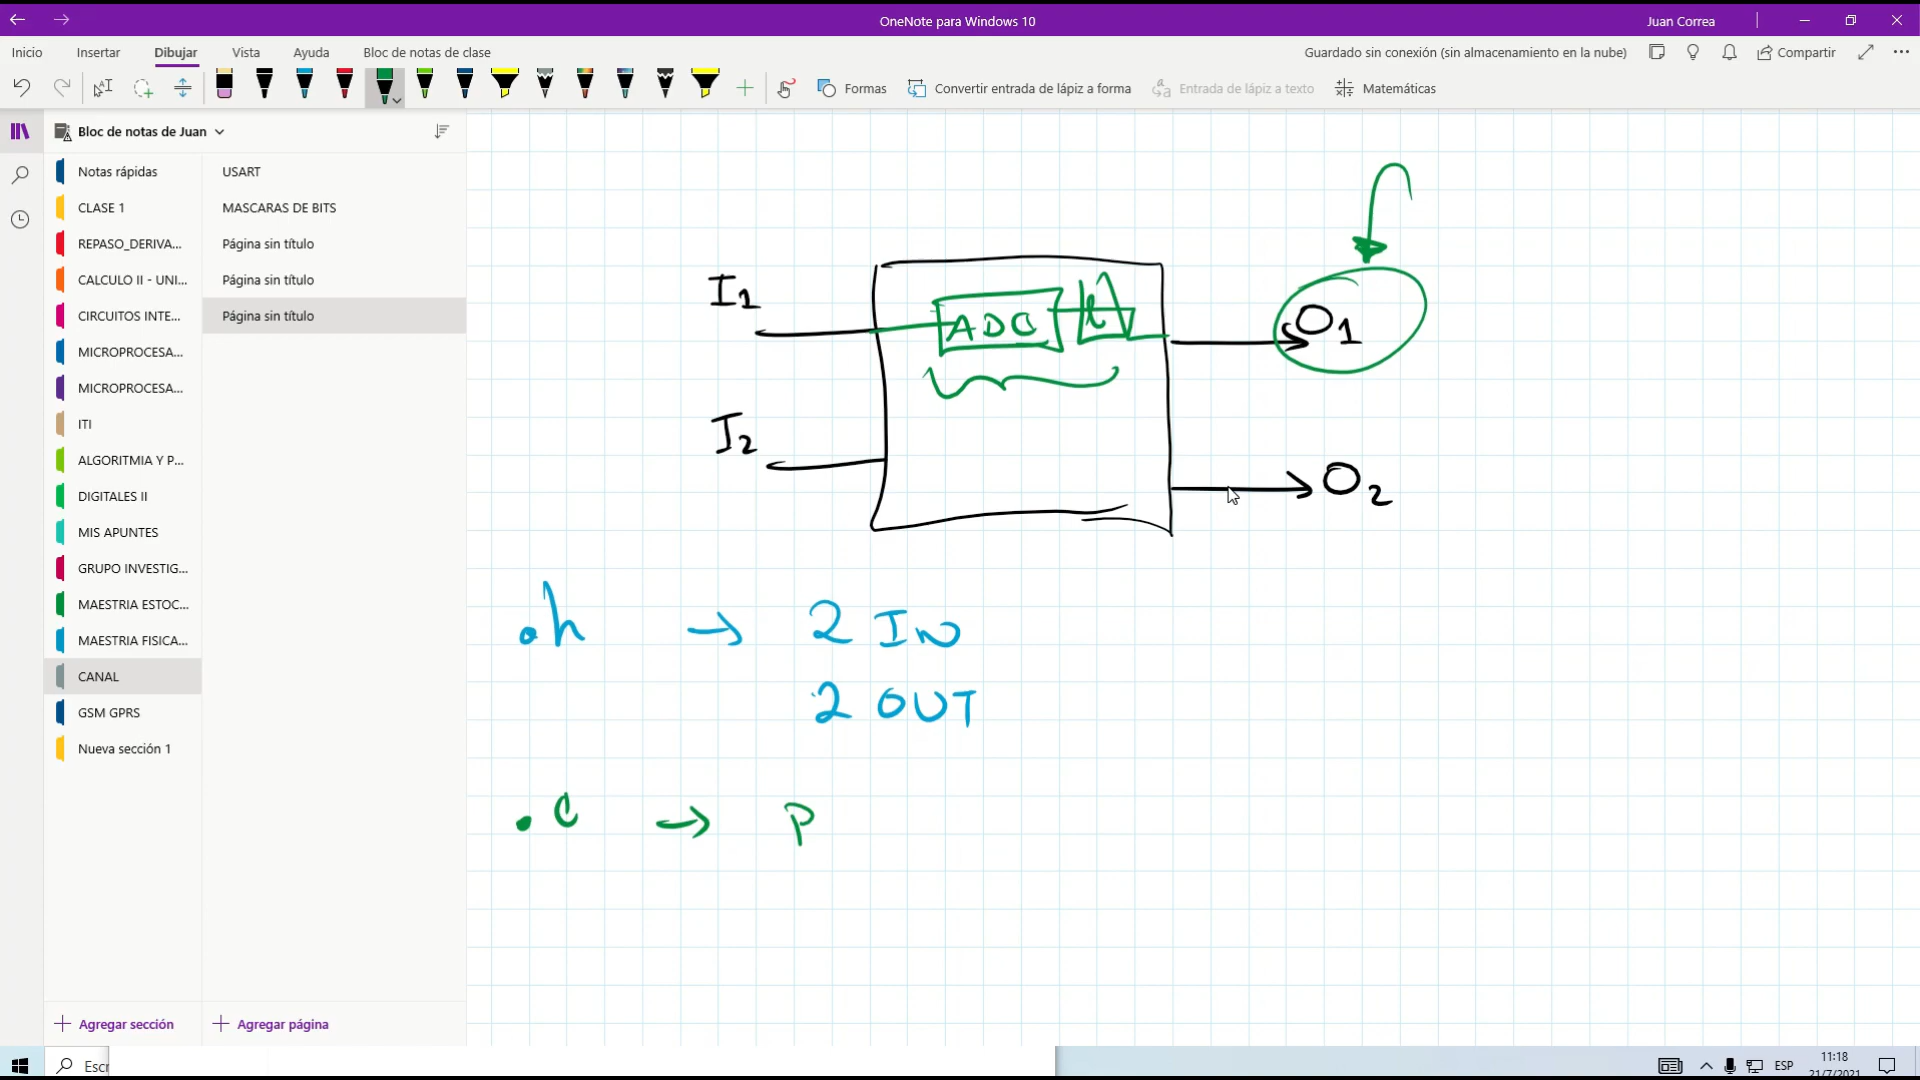 OneNote para Windows 10
Juan Correa
Inicio Insertar Dibujar Vista Ayuda Bloc de notas de clase
Guardado sin conexión (sin almacenamiento en la nube) Compartir
Formas Convertir entrada de lápiz a forma Entrada de lápiz a texto Matemáticas
Bloc de notas de Juan
Notas rápidas
CLASE 1
REPASO_DERIVA...
CALCULO II - UNI...
CIRCUITOS INTE...
MICROPROCESA...
MICROPROCESA...
ITI
ALGORITMIA Y P...
DIGITALES II
MIS APUNTES
GRUPO INVESTIG...
MAESTRIA ESTOC...
MAESTRIA FISICA...
CANAL
GSM GPRS
Nueva sección 1
Agregar sección
USART
MASCARAS DE BITS
Página sin título
Página sin título
Página sin título
Agregar página
I1
ADC
O1
I2
O2
.h → 2 IN
2 OUT
.c → P
Escr
ESP
11:18
21/7/2021